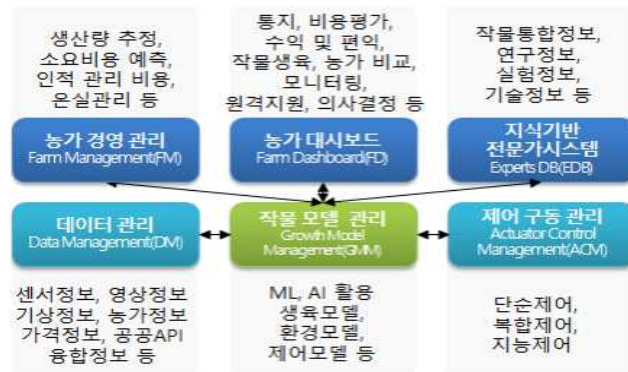 생산량 추정,
소요비용 예측,
인적 관리 비용,
온실관리 등
통지, 비용평가,
수익 및 편익,
작물생육, 농가 비교,
모니터링,
원격지원, 의사결정 등
작물통합정보,
연구정보,
실험정보,
기술정보 등
농가 경영 관리
Farm Management(FM)
농가 대시보드
Farm Dashboard(FD)
지식기반
전문가시스템
Experts DB(EDB)
데이터 관리
Data Management(DM)
작물 모델 관리
Growth Model
Management(GMM)
제어 구동 관리
Actuator Control
Management(ACM)
센서정보, 영상정보
기상정보, 농가정보
가격정보, 공공API
융합정보 등
ML, AI 활용
생육모델,
환경모델,
제어모델 등
단순제어,
복합제어,
지능제어